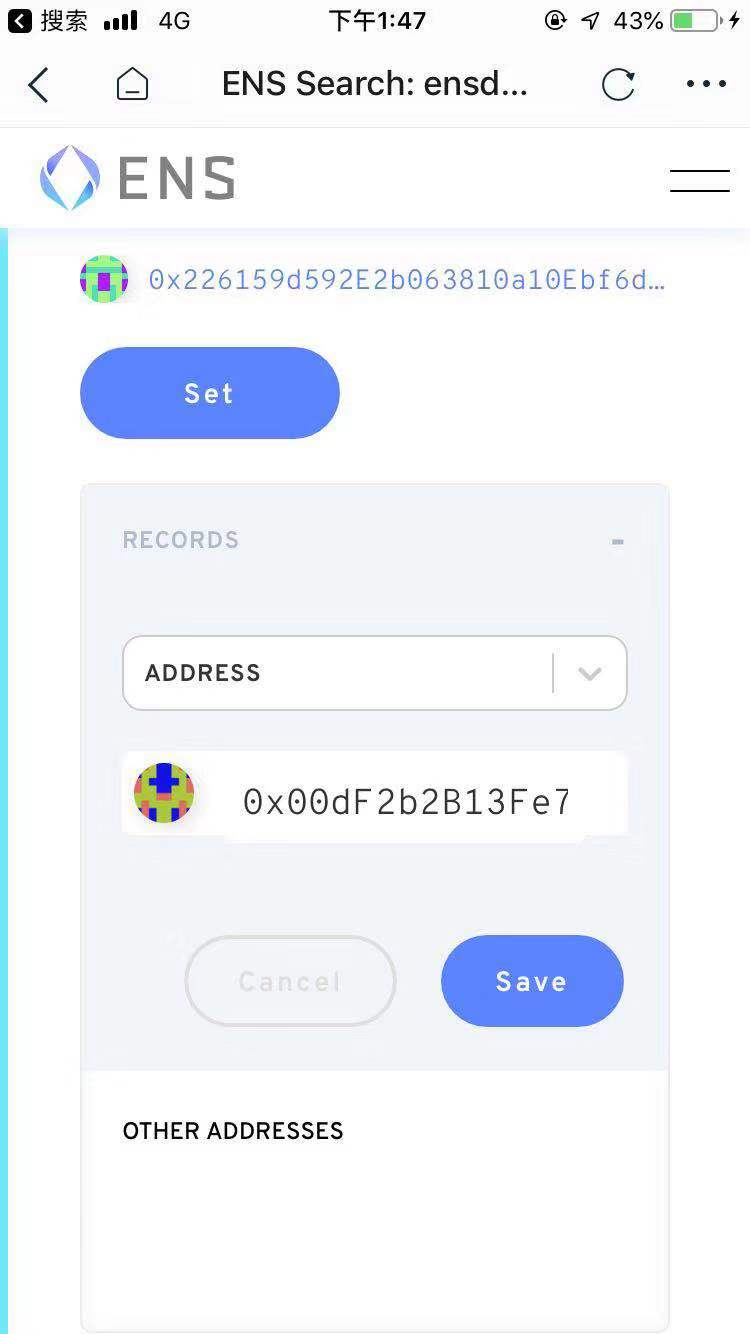 搜索 4G 下午1:47 43%
ENS Search: ensd...
ENS
0x226159d592E2b063810a10Ebf6d...
Set
RECORDS -
ADDRESS
0x00dF2b2B13Fe7
Cancel Save
OTHER ADDRESSES